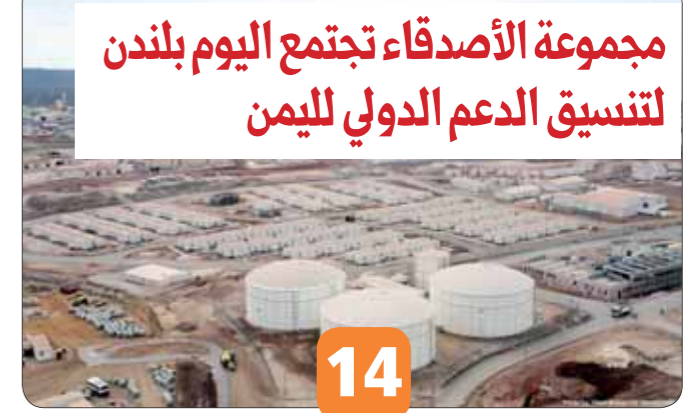 مجموعة الأصدقاء تجتمع اليوم بلندن
لتنسيق الدعم الدولي لليمن
14